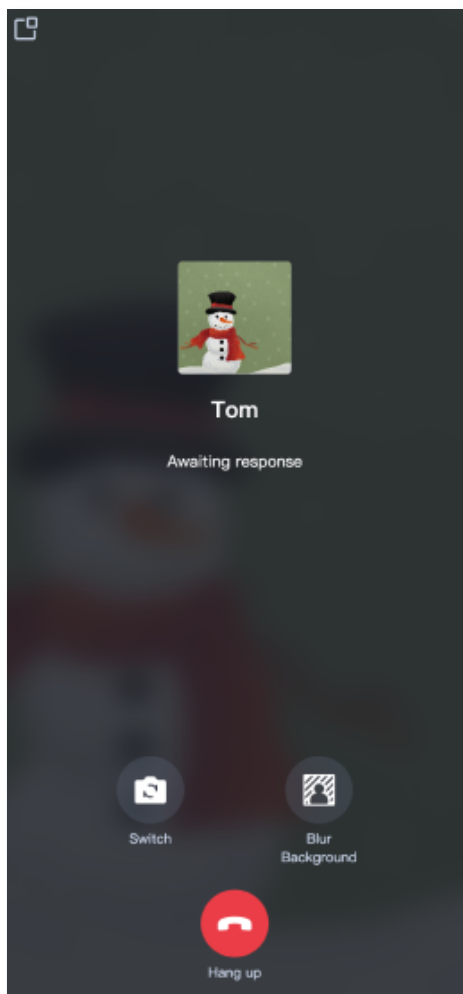 Tom
Awaiting response
Switch
Blur
Background
Hang up